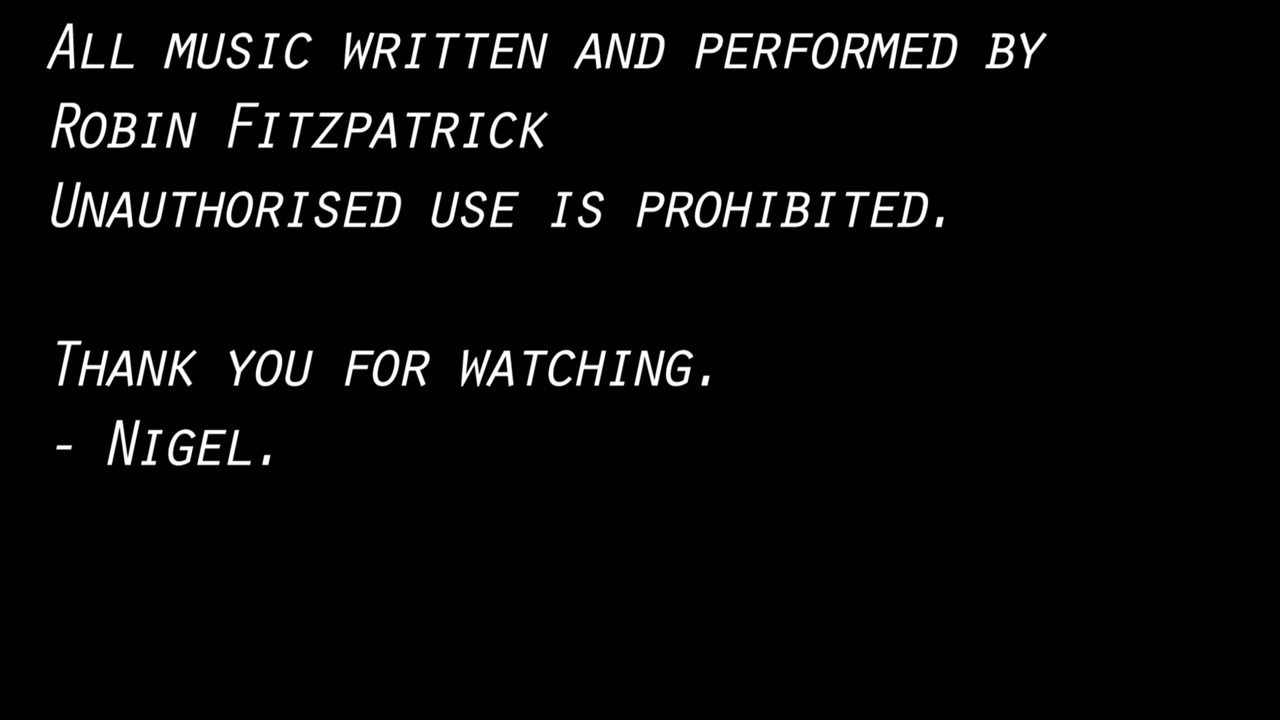 All music written and performed by
Robin Fitzpatrick
Unauthorised use is prohibited.
Thank you for watching.
- Nigel.